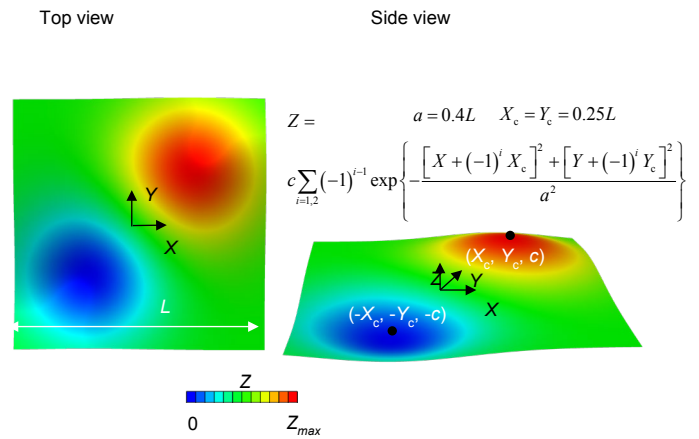 Top view
Side view
Z =
a = 0.4L X_c = Y_c = 0.25L
c∑_{i=1,2} (-1)^{i-1} exp{-([X + (-1)^i X_c]^2 + [Y + (-1)^i Y_c]^2)/a^2}
Y
X
L
(X_c, Y_c, c)
Z
Y
X
(-X_c, -Y_c, -c)
Z
0
Z_max